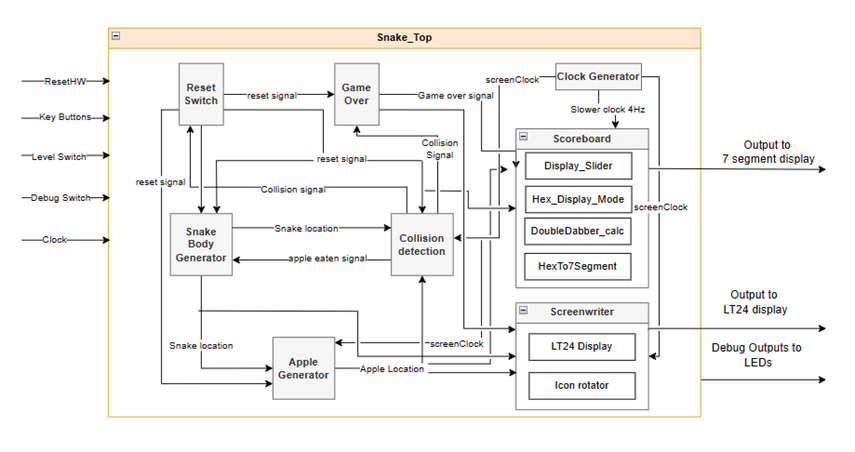 Snake_Top
ResetHW
Key Buttons
Level Switch
Debug Switch
Clock
Reset
Switch
reset signal
Game
Over
Game over signal
screenClock
Clock Generator
Slower clock 4Hz
Scoreboard
Display_Slider
Hex_Display_Mode
screenClock
DoubleDabber_calc
HexTo7Segment
Output to
7 segment display
Collision
Signal
reset signal
reset signal
Collision signal
Snake
Body
Generator
Snake location
apple eaten signal
Collision
detection
Snake location
screenClock
Apple
Generator
Apple Location
Screenwriter
LT24 Display
Icon rotator
Output to
LT24 display
Debug Outputs to
LEDs